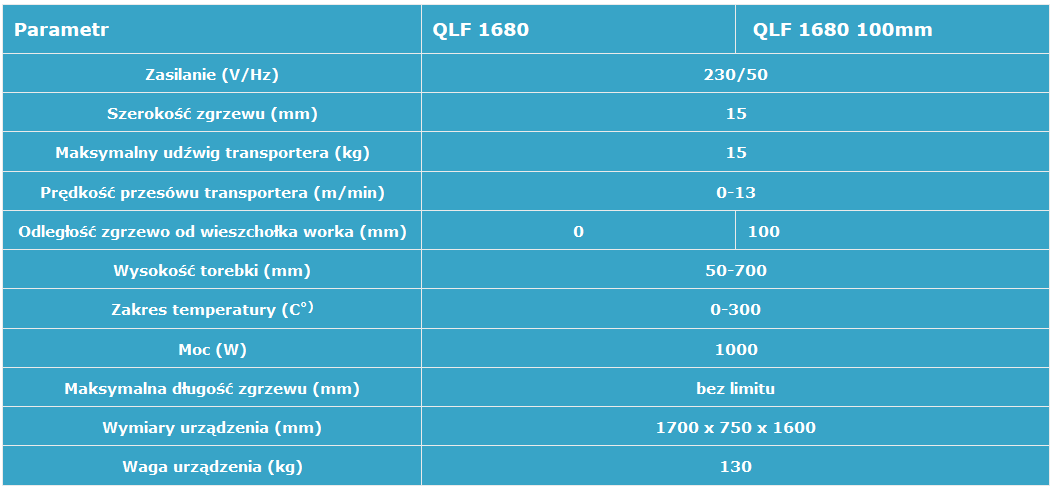 Parametr QLF 1680 QLF 1680 100mm
Zasilanie (V/Hz) 230/50
Szerokość zgrzewu (mm) 15
Maksymalny udźwig transportera (kg) 15
Prędkość przesówu transportera (m/min) 0-13
Odległość zgrzewo od wieszchołka worka (mm) 0 100
Wysokość torebki (mm) 50-700
Zakres temperatury (C°) 0-300
Moc (W) 1000
Maksymalna długość zgrzewu (mm) bez limitu
Wymiary urządzenia (mm) 1700 x 750 x 1600
Waga urządzenia (kg) 130